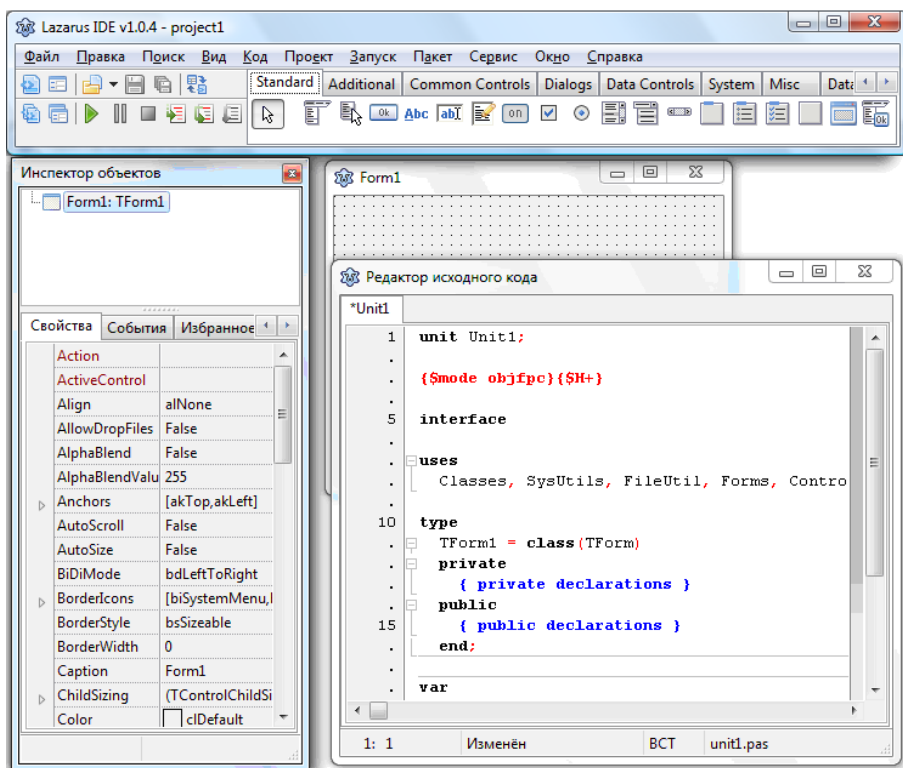 Lazarus IDE v1.0.4 - project1
Файл Правка Поиск Вид Код Проект Запуск Пакет Сервис Окно Справка
Standard Additional Common Controls Dialogs Data Controls System Misc Data
Ok Abc abI on Ok
Инспектор объектов
Form1: TForm1
Свойства События Избранное
Action
ActiveControl
Align alNone
AllowDropFiles False
AlphaBlend False
AlphaBlendValu 255
Anchors [akTop,akLeft]
AutoScroll False
AutoSize False
BiDiMode bdLeftToRight
BorderIcons [biSystemMenu,
BorderStyle bsSizeable
BorderWidth 0
Caption Form1
ChildSizing (TControlChildSi
Color clDefault
Form1
Редактор исходного кода
*Unit1
1 unit Unit1;
.
. {$mode objfpc}{$H+}
.
5 interface
.
. uses
. Classes, SysUtils, FileUtil, Forms, Contro
.
10 type
. TForm1 = class(TForm)
. private
. { private declarations }
. public
15 { public declarations }
. end;
.
. var
1: 1 Изменён ВСТ unit1.pas